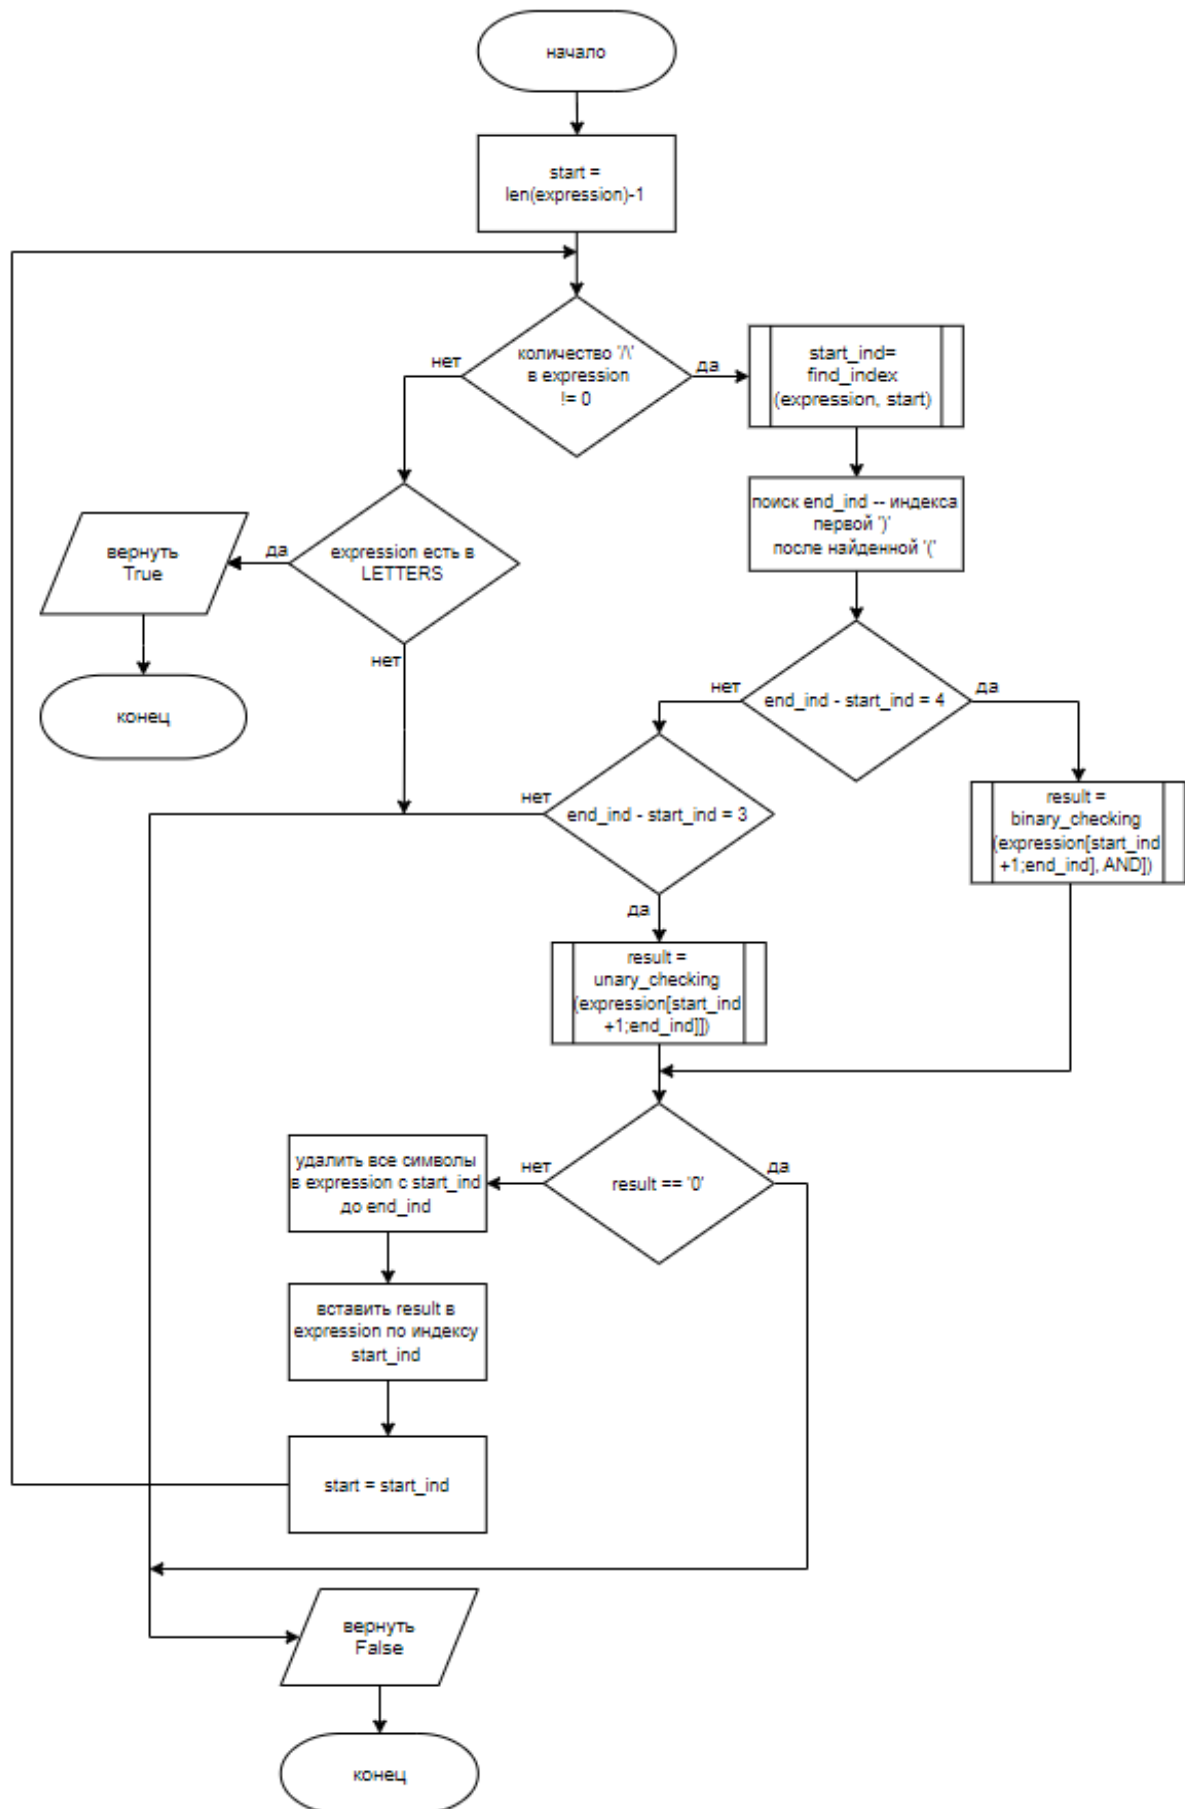 начало
start =
len(expression)-1
количество '/\'
в expression
!= 0
нет
да
start_ind=
find_index
(expression, start)
поиск end_ind -- индекса
первой ')'
после найденной '('
expression есть в
LETTERS
да
нет
вернуть
True
конец
end_ind - start_ind = 4
нет
да
end_ind - start_ind = 3
нет
да
result =
binary_checking
(expression[start_ind
+1;end_ind], AND])
result =
unary_checking
(expression[start_ind
+1;end_ind]])
result == '0'
нет
да
удалить все символы
в expression с start_ind
до end_ind
вставить result в
expression по индексу
start_ind
start = start_ind
вернуть
False
конец